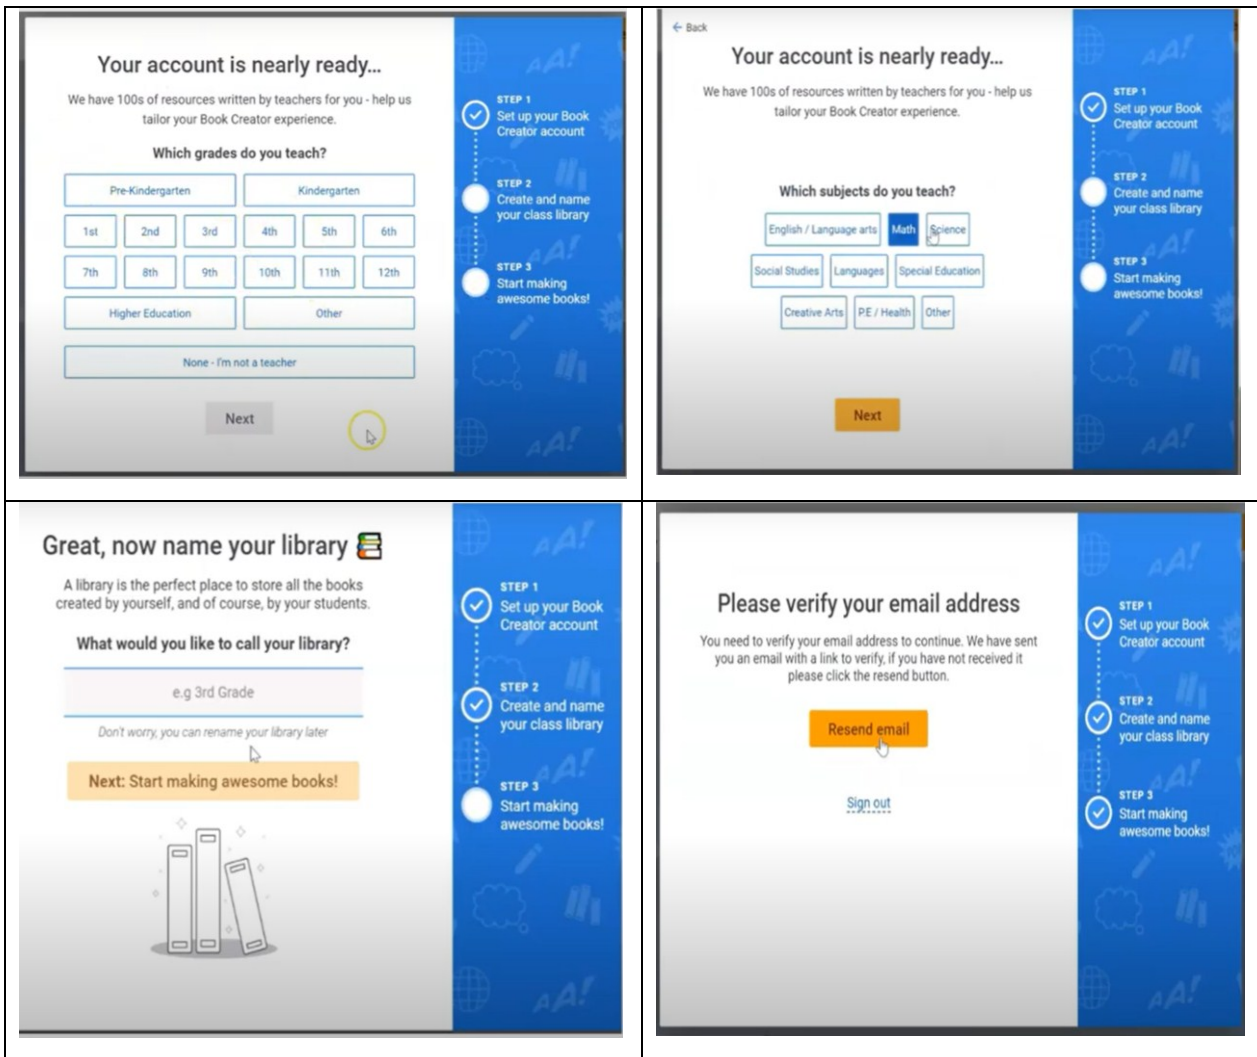 Your account is nearly ready...
We have 100s of resources written by teachers for you - help us
tailor your Book Creator experience.
Which grades do you teach?
Pre-Kindergarten
Kindergarten
1st
2nd
3rd
4th
5th
6th
7th
8th
9th
10th
11th
12th
Higher Education
Other
None - I'm not a teacher
Next
AA!
STEP 1
Set up your Book
Creator account
STEP 2
Create and name
your class library
STEP 3
Start making
awesome books!
AA!
Back
Your account is nearly ready...
We have 100s of resources written by teachers for you - help us
tailor your Book Creator experience.
Which subjects do you teach?
English / Language arts
Math
Science
Social Studies
Languages
Special Education
Creative Arts
P.E / Health
Other
Next
AA!
STEP 1
Set up your Book
Creator account
STEP 2
Create and name
your class library
AA!
STEP 3
Start making
awesome books!
AA!
Great, now name your library
A library is the perfect place to store all the books
created by yourself, and of course, by your students.
What would you like to call your library?
e.g 3rd Grade
Don't worry, you can rename your library later
Next: Start making awesome books!
AA!
STEP 1
Set up your Book
Creator account
STEP 2
Create and name
your class library
AA!
STEP 3
Start making
awesome books!
AA!
Please verify your email address
You need to verify your email address to continue. We have sent
you an email with a link to verify, if you have not received it
please click the resend button.
Resend email
Sign out
AA!
STEP 1
Set up your Book
Creator account
STEP 2
Create and name
your class library
AA!
STEP 3
Start making
awesome books!
AA!